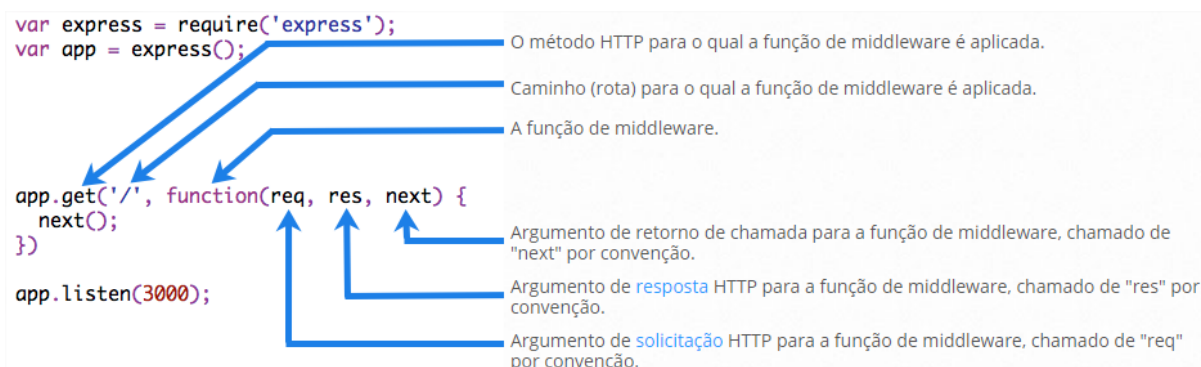 var express = require('express');
var app = express();
O método HTTP para o qual a função de middleware é aplicada.
Caminho (rota) para o qual a função de middleware é aplicada.
A função de middleware.
app.get('/', function(req, res, next) {
  next();
})
app.listen(3000);
Argumento de retorno de chamada para a função de middleware, chamado de
"next" por convenção.
Argumento de resposta HTTP para a função de middleware, chamado de "res" por
convenção.
Argumento de solicitação HTTP para a função de middleware, chamado de "req"
por convenção.